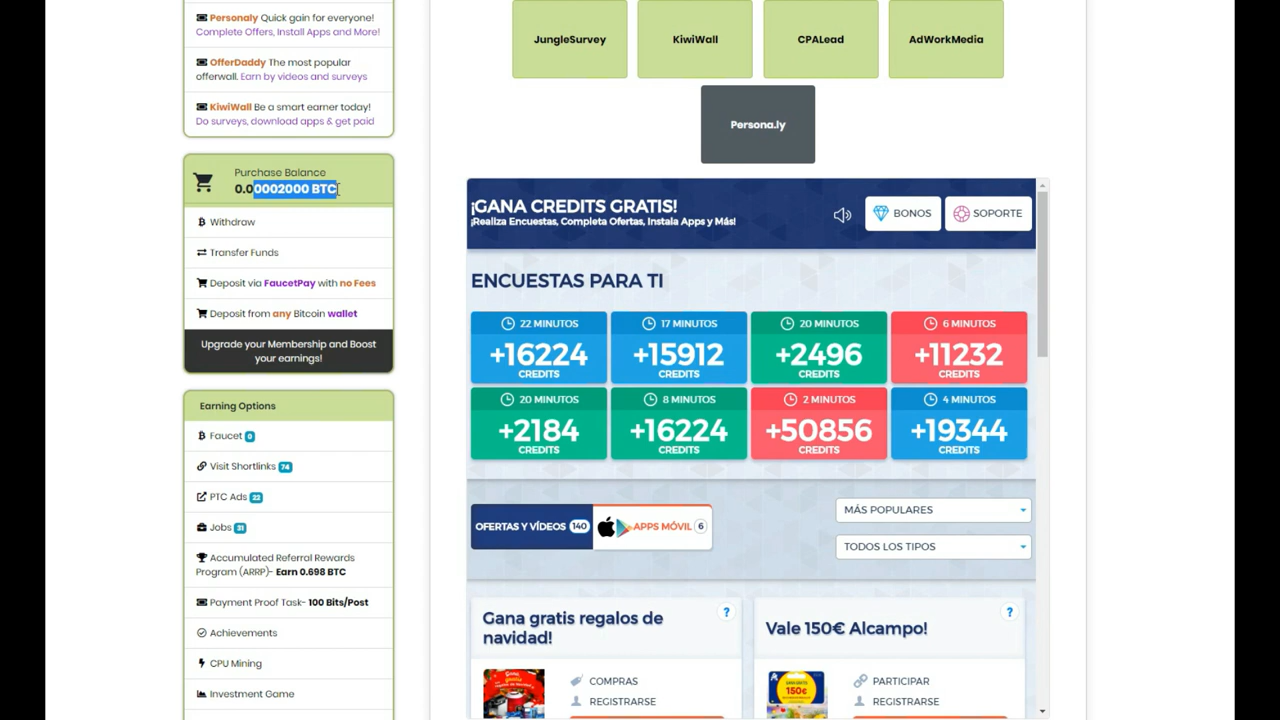 Personaly Quick gain for everyone!
Complete Offers, Install Apps and More!
OfferDaddy The most popular
offerwall. Earn by videos and surveys
KiwiWall Be a smart earner today!
Do surveys, download apps & get paid
Purchase Balance
0.00002000 BTC
Withdraw
Transfer Funds
Deposit via FaucetPay with no Fees
Deposit from any Bitcoin wallet
Upgrade your Membership and Boost
your earnings!
Earning Options
Faucet 0
Visit Shortlinks 74
PTC Ads 22
Jobs 31
Accumulated Referral Rewards
Program (ARRP)- Earn 0.698 BTC
Payment Proof Task- 100 Bits/Post
Achievements
CPU Mining
Investment Game
JungleSurvey KiwiWall CPALead AdWorkMedia
Persona.ly
¡GANA CREDITS GRATIS!
¡Realiza Encuestas, Completa Ofertas, Instala Apps y Más!
BONOS SOPORTE
ENCUESTAS PARA TI
22 MINUTOS 17 MINUTOS 20 MINUTOS 6 MINUTOS
+16224 +15912 +2496 +11232
CREDITS CREDITS CREDITS CREDITS
20 MINUTOS 8 MINUTOS 2 MINUTOS 4 MINUTOS
+2184 +16224 +50856 +19344
CREDITS CREDITS CREDITS CREDITS
OFERTAS Y VÍDEOS 140 APPS MÓVIL 6
MÁS POPULARES
TODOS LOS TIPOS
Gana gratis regalos de
navidad!
?
COMPRAS
REGISTRARSE
Vale 150€ Alcampo!
?
150€
PARTICIPAR
REGISTRARSE